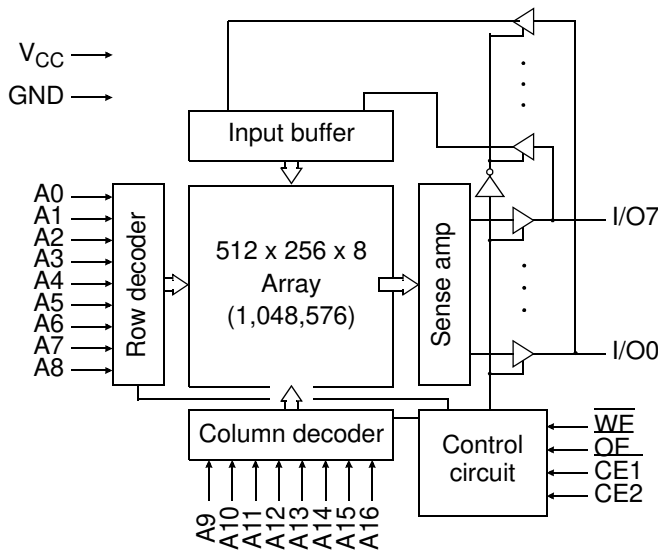 V_CC
GND
Input buffer
A0
A1
A2
A3
A4
A5
A6
A7
A8
Row decoder
512 x 256 x 8
Array
(1,048,576)
Sense amp
I/O7
I/O0
Column decoder
Control
circuit
WE
OE
CE1
CE2
A9
A10
A11
A12
A13
A14
A15
A16